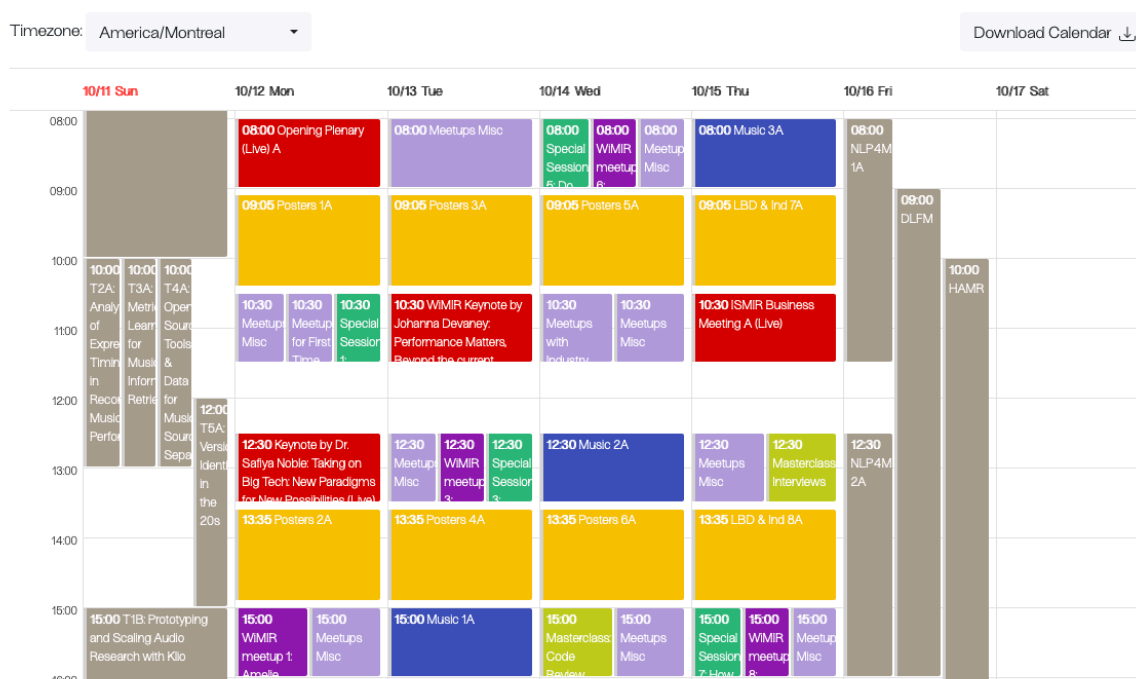 Timezone: America/Montreal
Download Calendar
10/11 Sun
10/12 Mon
10/13 Tue
10/14 Wed
10/15 Thu
10/16 Fri
10/17 Sat
08:00
09:00
10:00
11:00
12:00
13:00
14:00
15:00
10:00
T2A:
Analy
of
Expre
Timin
in
Recor
Music
Perfo
10:00
T3A:
Metric
Learn
for
Music
Inforn
Retrie
10:00
T4A:
Open
Sourc
Tools
&
Data
for
Music
Sourc
Sepa
12:00
T5A:
Versi
Identi
in
the
20s
15:00 T1B: Prototyping
and Scaling Audio
Research with Klio
08:00 Opening Plenary
(Live) A
09:05 Posters 1A
10:30
Meetups
Misc
10:30
Meetup
for First
Time
10:30
Special
Session
1:
12:30 Keynote by Dr.
Safiya Noble: Taking on
Big Tech: New Paradigms
for New Possibilities (Live)
13:35 Posters 2A
15:00
WiMIR
meetup 1:
Amelie
15:00
Meetups
Misc
08:00 Meetups Misc
09:05 Posters 3A
10:30 WiMIR Keynote by
Johanna Devaney:
Performance Matters,
Beyond the current
12:30
Meetup
Misc
12:30
WiMIR
meetup
3:
12:30
Special
Session
3:
13:35 Posters 4A
15:00 Music 1A
08:00
Special
Session
5: Do
08:00
WiMIR
meetup
6:
08:00
Meetup
Misc
09:05 Posters 5A
10:30
Meetups
with
Industry
10:30
Meetups
Misc
12:30 Music 2A
13:35 Posters 6A
15:00
Masterclass:
Code
Review
15:00
Meetups
Misc
08:00 Music 3A
09:05 LBD & Ind 7A
10:30 ISMIR Business
Meeting A (Live)
12:30
Meetups
Misc
12:30
Masterclass
Interviews
13:35 LBD & Ind 8A
15:00
Special
Session
7: How
15:00
WiMIR
meetup
8:
15:00
Meetup
Misc
08:00
NLP4M
1A
12:30
NLP4M
2A
09:00
DLFM
10:00
HAMR